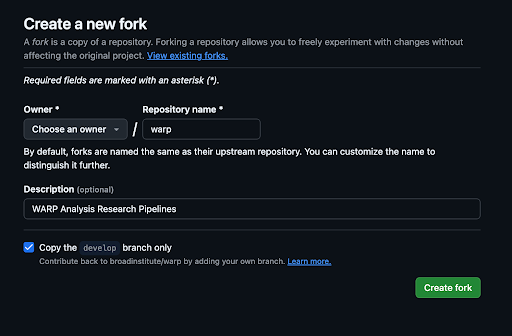 Create a new fork
A fork is a copy of a repository. Forking a repository allows you to freely experiment with changes without
affecting the original project. View existing forks.
Required fields are marked with an asterisk (*).
Owner * Repository name *
Choose an owner / warp
By default, forks are named the same as their upstream repository. You can customize the name to
distinguish it further.
Description (optional)
WARP Analysis Research Pipelines
Copy the develop branch only
Contribute back to broadinstitute/warp by adding your own branch. Learn more.
Create fork